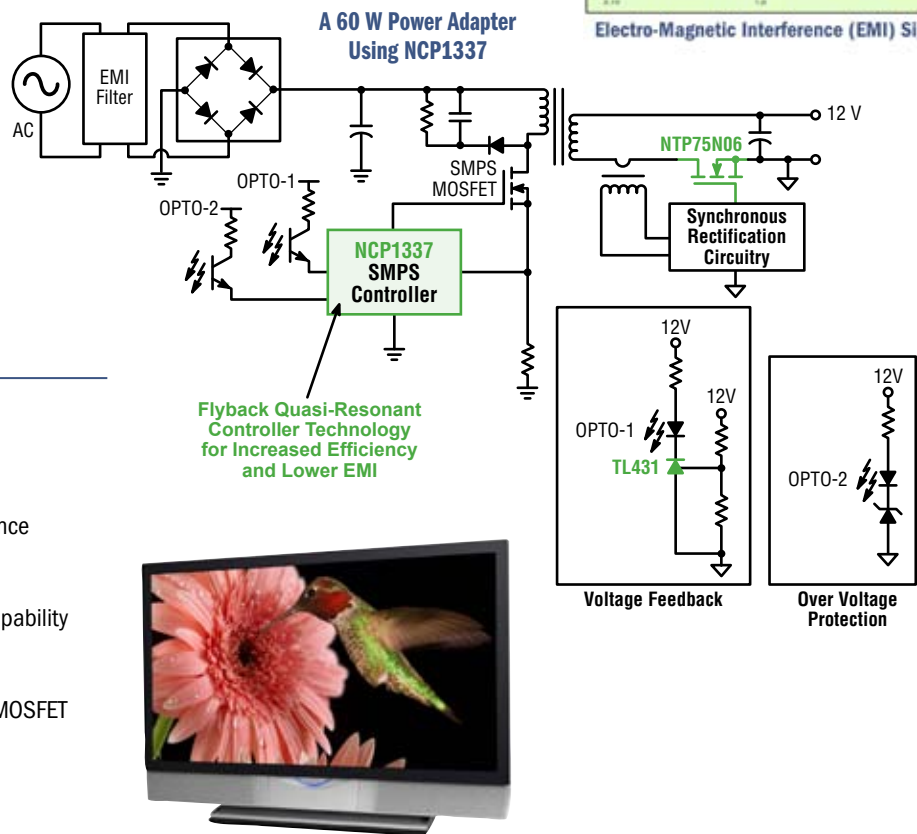 A 60 W Power Adapter
Using NCP1337
Electro-Magnetic Interference (EMI) Si
EMI
Filter
AC
12 V
NTP75N06
SMPS
MOSFET
OPTO-1
OPTO-2
Synchronous
Rectification
Circuitry
NCP1337
SMPS
Controller
12V
12V
OPTO-1
TL431
Voltage Feedback
12V
OPTO-2
Over Voltage
Protection
Flyback Quasi-Resonant
Controller Technology
for Increased Efficiency
and Lower EMI
nce
pability
MOSFET